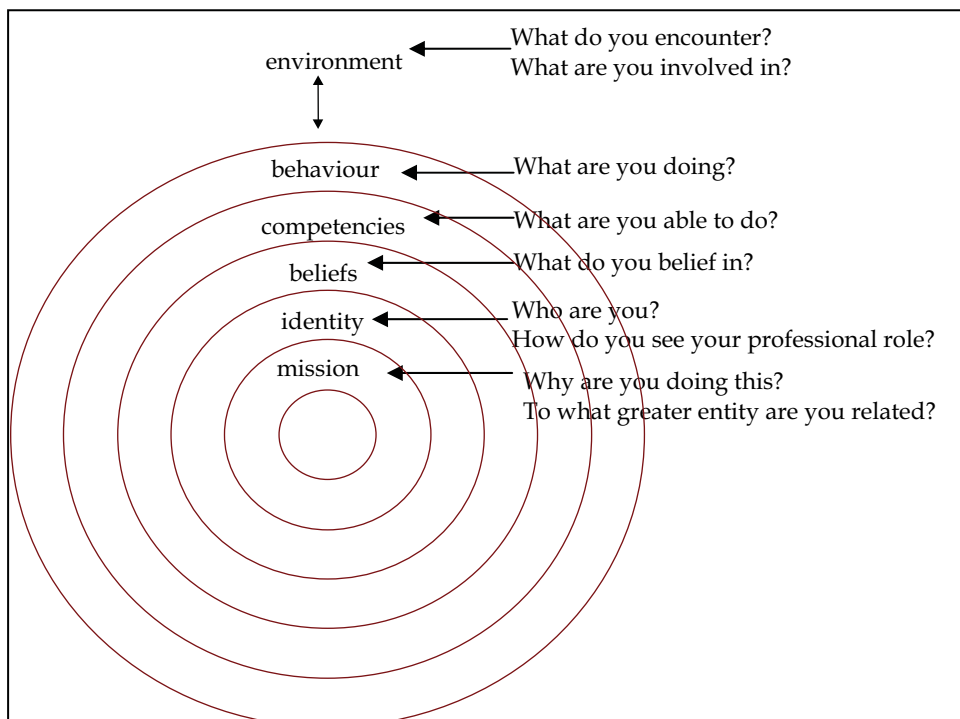 environment
What do you encounter?
What are you involved in?
behaviour
What are you doing?
competencies
What are you able to do?
beliefs
What do you belief in?
identity
Who are you?
How do you see your professional role?
mission
Why are you doing this?
To what greater entity are you related?